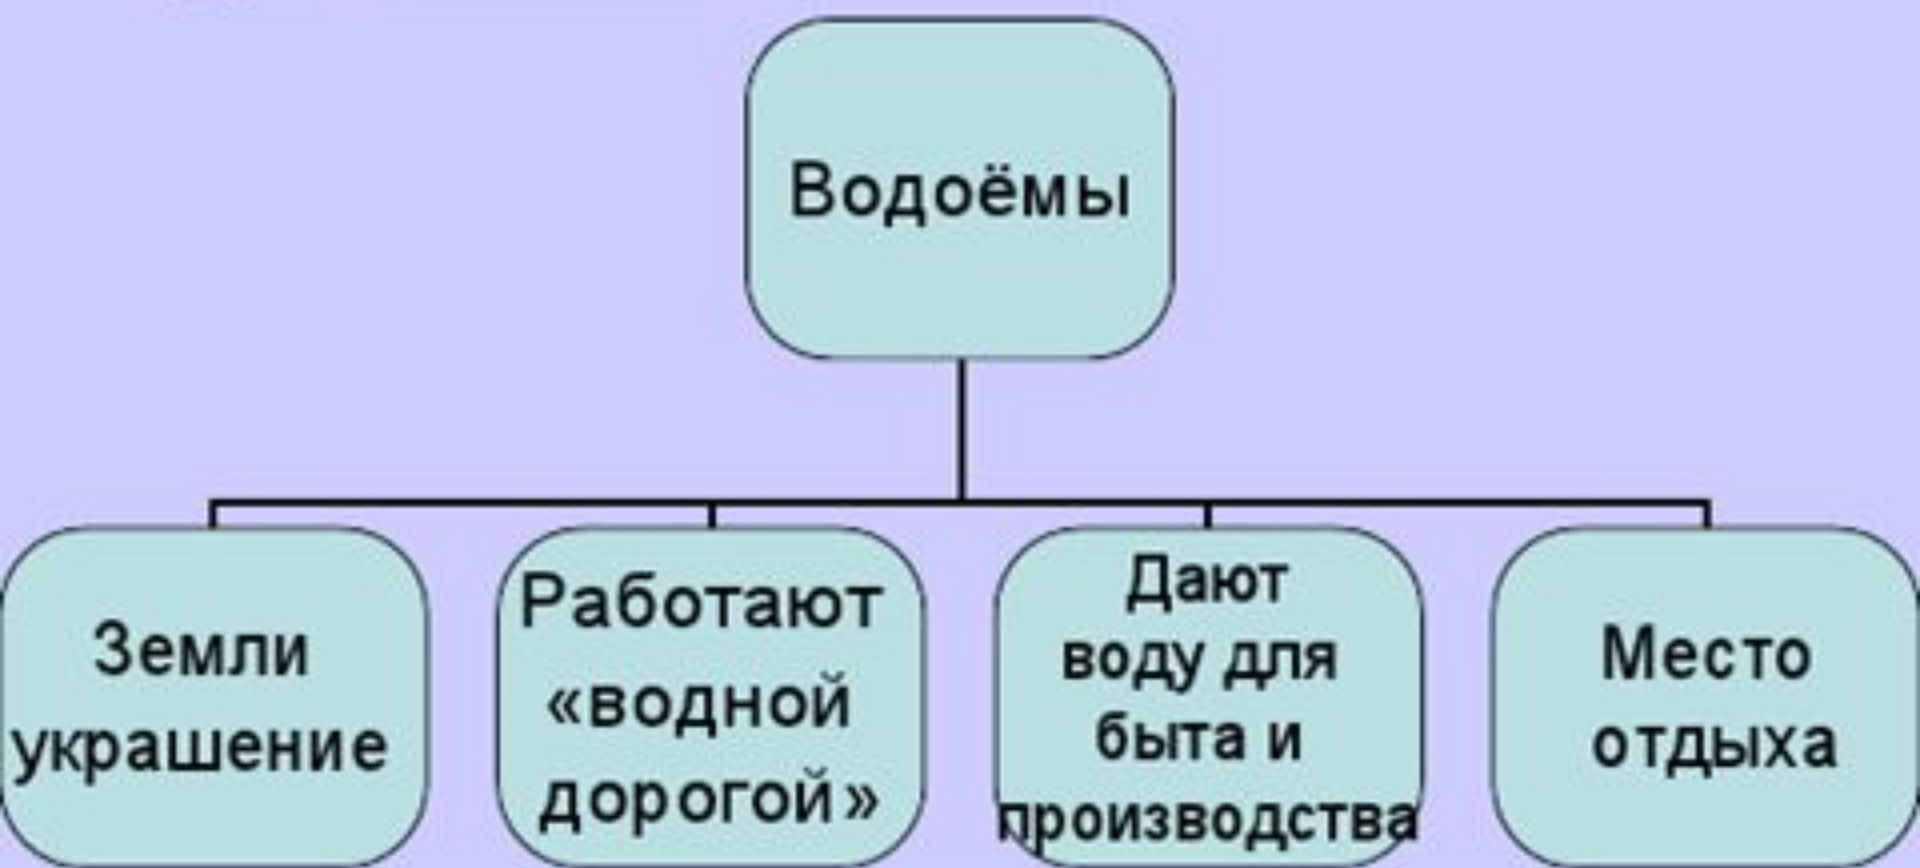 Водоёмы
Земли
украшение
Работают
«водной
дорогой»
Дают
воду для
быта и
производства
Место
отдыха